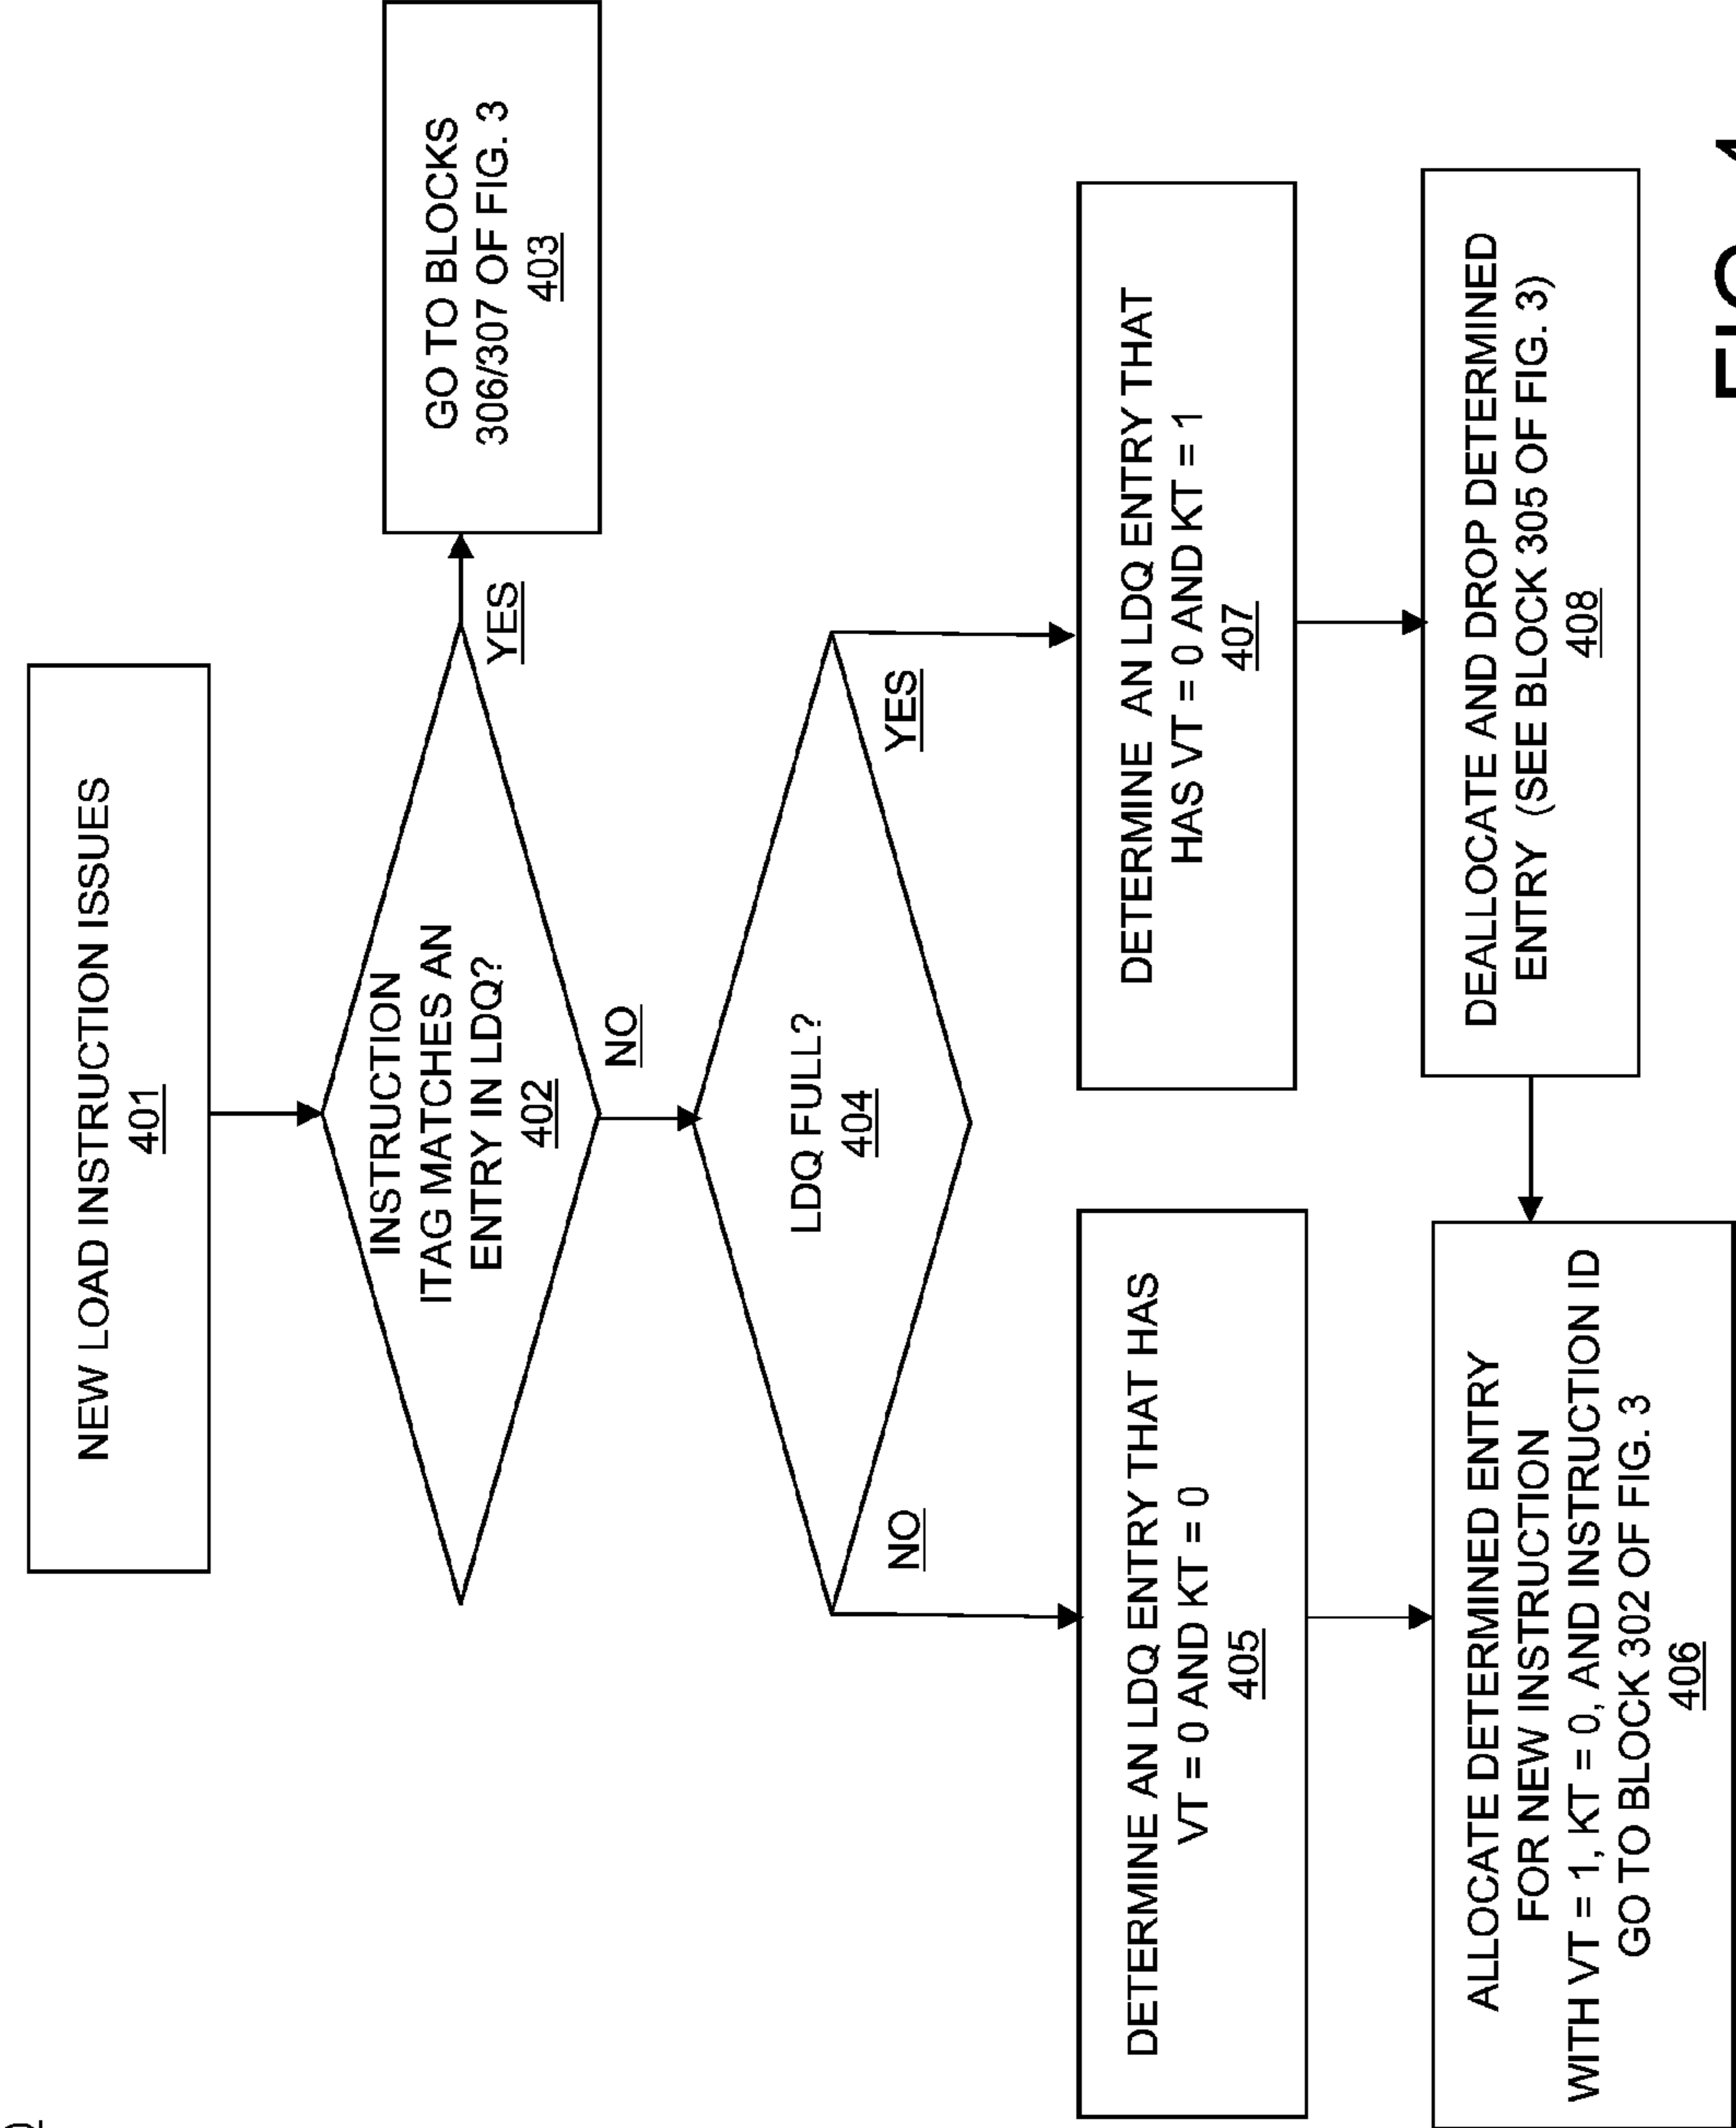 NEW LOAD INSTRUCTION ISSUES
401
INSTRUCTION
ITAG MATCHES AN
ENTRY IN LDQ?
402
YES
GO TO BLOCKS
306/307 OF FIG. 3
403
NO
LDQ FULL?
404
NO
YES
DETERMINE AN LDQ ENTRY THAT HAS
VT = 0 AND KT = 0
405
DETERMINE AN LDQ ENTRY THAT
HAS VT = 0 AND KT = 1
407
ALLOCATE DETERMINED ENTRY
FOR NEW INSTRUCTION
WITH VT = 1, KT = 0, AND INSTRUCTION ID
GO TO BLOCK 302 OF FIG. 3
406
DEALLOCATE AND DROP DETERMINED
ENTRY (SEE BLOCK 305 OF FIG. 3)
408